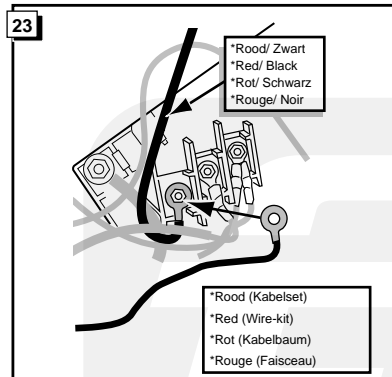 23
*Rood/ Zwart
*Red/ Black
*Rot/ Schwarz
*Rouge/ Noir
*Rood (Kabelset)
*Red (Wire-kit)
*Rot (Kabelbaum)
*Rouge (Faisceau)